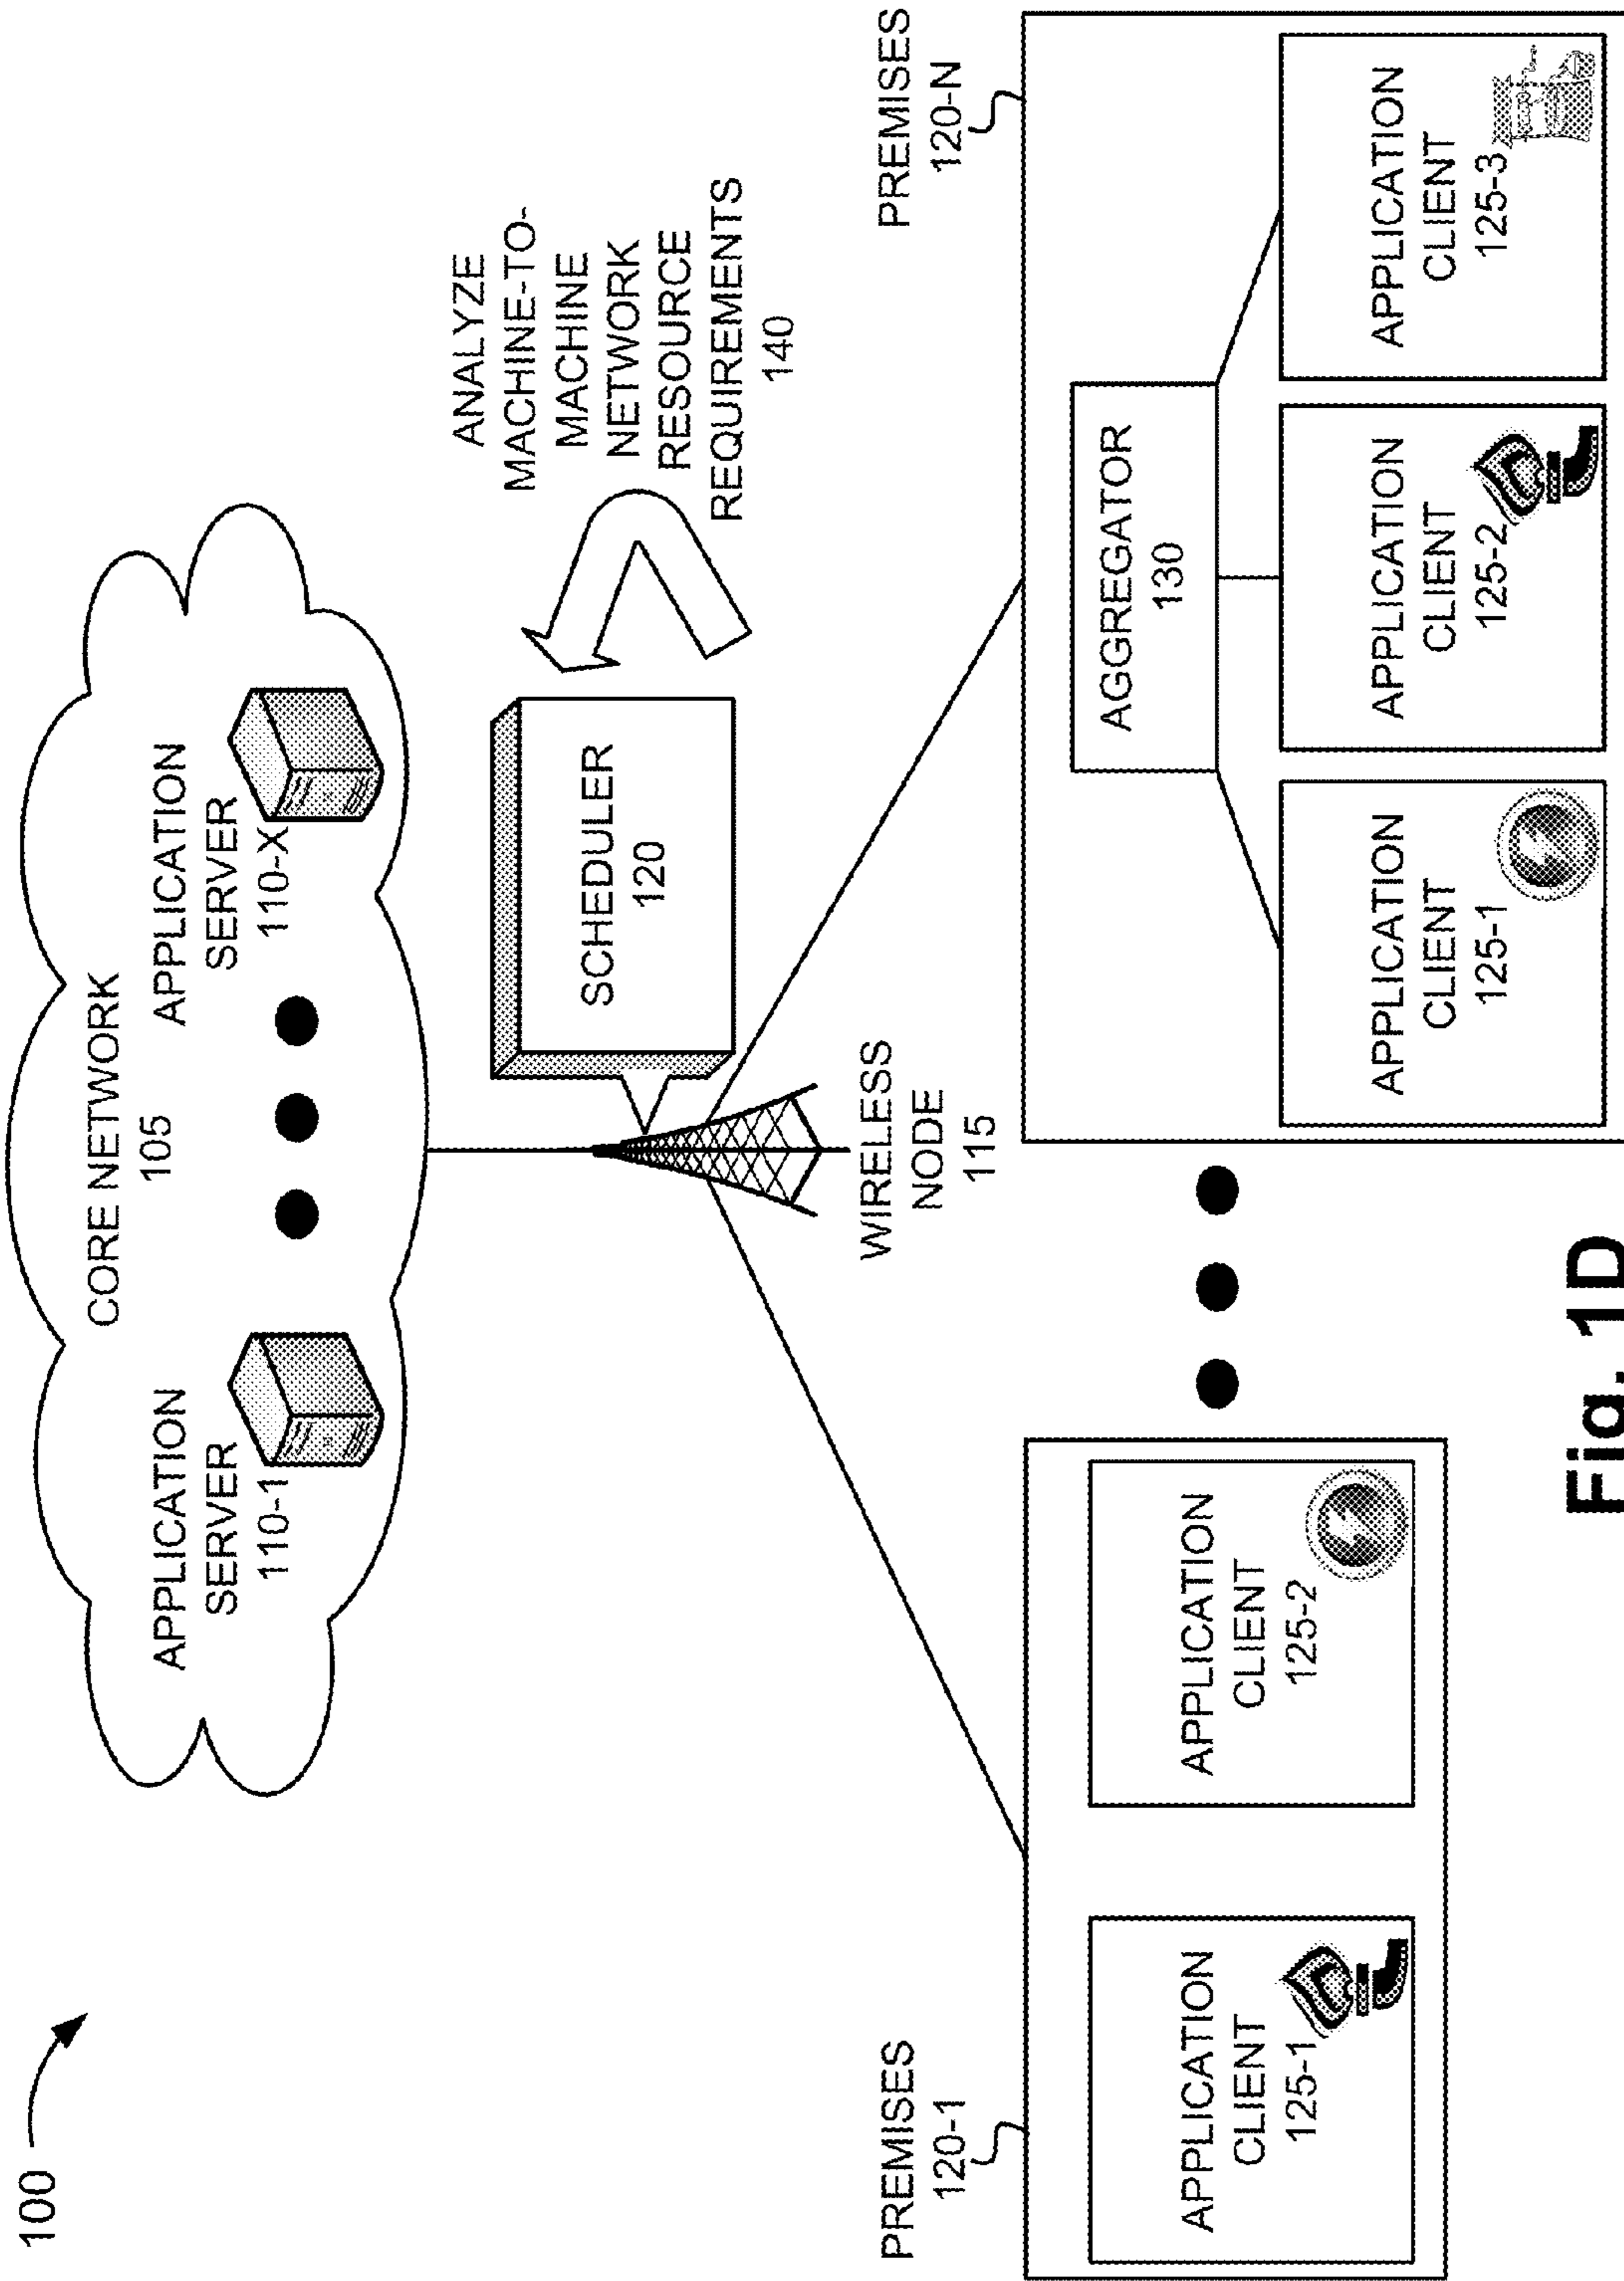 100
CORE NETWORK
105
APPLICATION
SERVER
110-1
APPLICATION
SERVER
110-X
SCHEDULER
120
ANALYZE
MACHINE-TO-
MACHINE
NETWORK
RESOURCE
REQUIREMENTS
140
WIRELESS
NODE
115
PREMISES
120-1
APPLICATION
CLIENT
125-1
APPLICATION
CLIENT
125-2
PREMISES
120-N
AGGREGATOR
130
APPLICATION
CLIENT
125-1
APPLICATION
CLIENT
125-2
APPLICATION
CLIENT
125-3
Fig. 1D